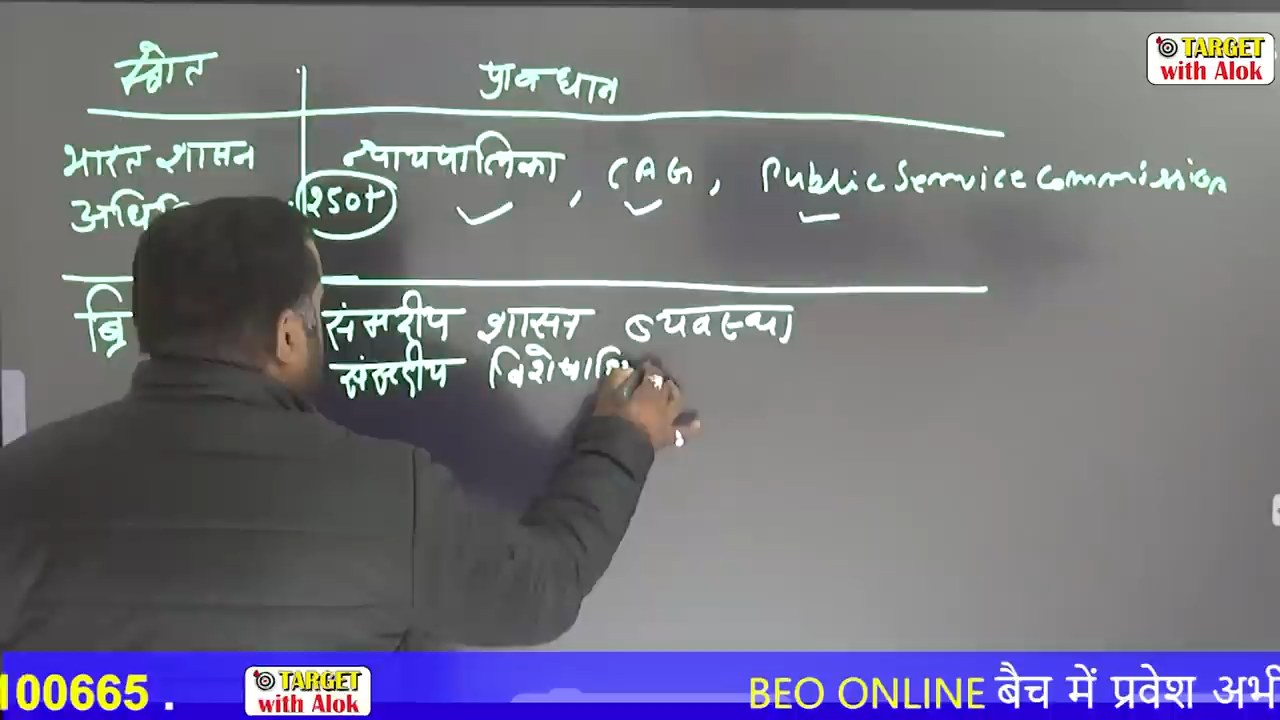 स्त्रोत प्रावधान
TARGET
with Alok
भारत शासन न्यायपालिका, CAG, Public Service Commission
250+
संसदीय शासन व्यवस्था
संसदीय
100665 .
TARGET
with Alok
BEO ONLINE बैच में प्रवेश